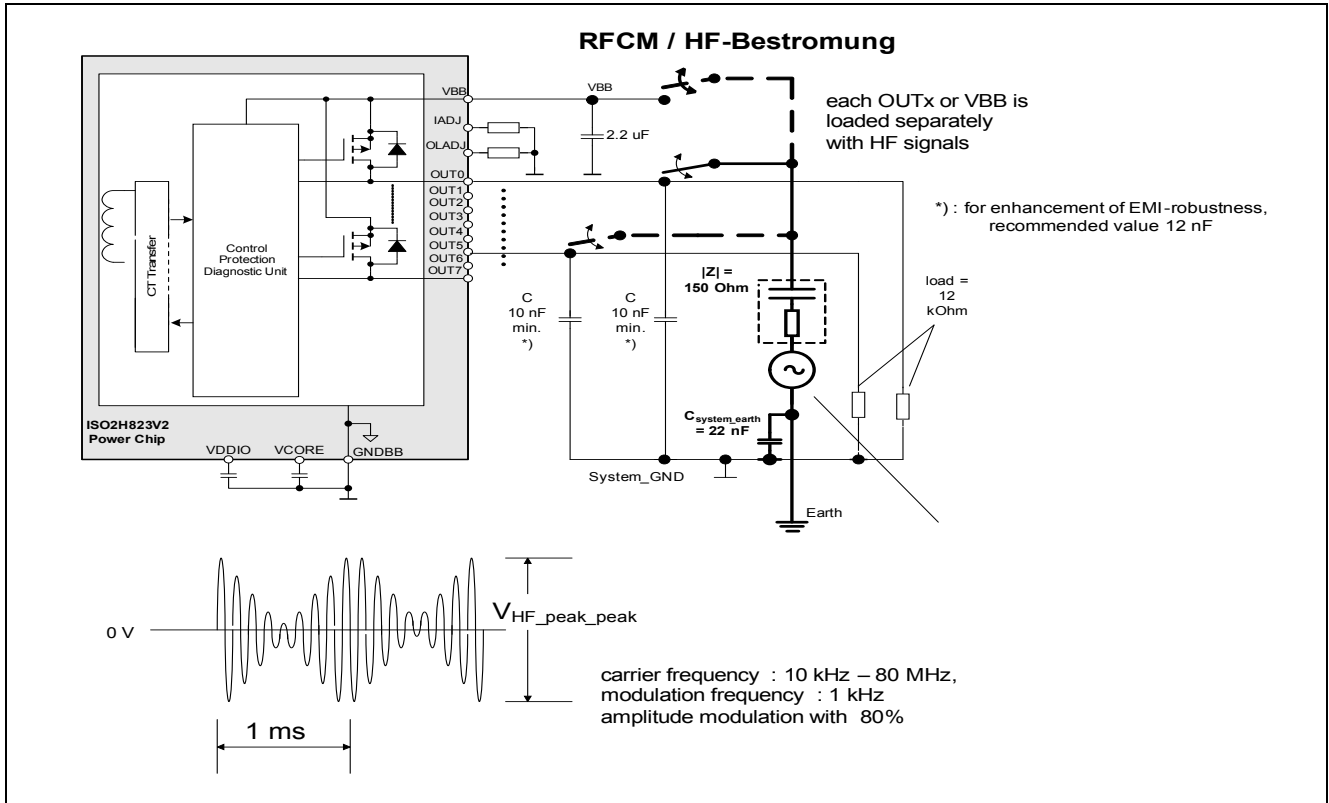 RFCM / HF-Bestromung
VBB
VBB
IADJ
OLADJ
2.2 uF
each OUTx or VBB is
loaded separately
with HF signals
OUT0
OUT1
OUT2
OUT3
OUT4
OUT5
OUT6
OUT7
CT Transfer
Control
Protection
Diagnostic Unit
*) : for enhancement of EMI-robustness,
recommended value 12 nF
|Z| =
150 Ohm
load =
12
kOhm
C
10 nF
min.
*)
C
10 nF
min.
*)
Csystem_earth
= 22 nF
ISO2H823V2
Power Chip
VDDIO
VCORE
GNDBB
System_GND
Earth
0 V
VHF_peak_peak
1 ms
carrier frequency : 10 kHz – 80 MHz,
modulation frequency : 1 kHz
amplitude modulation with 80%